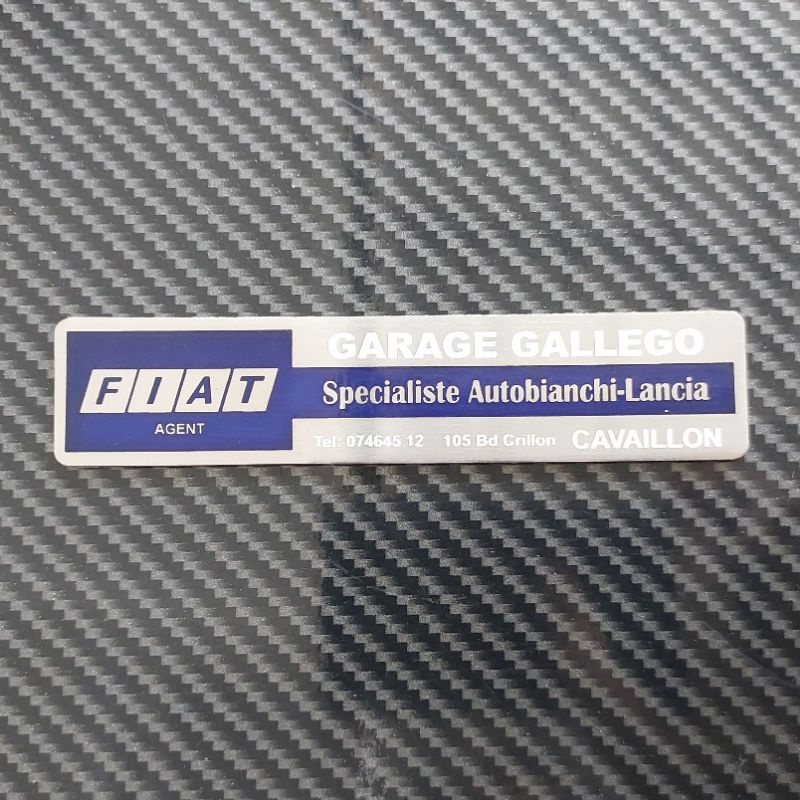 FIAT
AGENT
GARAGE GALLEGO
Specialiste Autobianchi-Lancia
Tel: 074645 12 105 Bd Crillon CAVAILLON